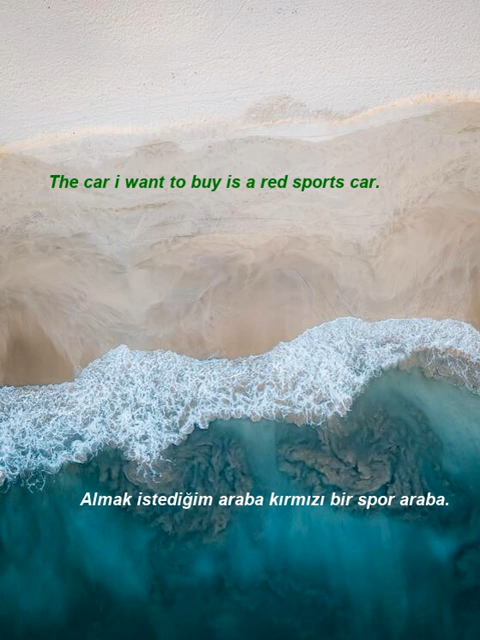 The car i want to buy is a red sports car.
Almak istediğim araba kırmızı bir spor araba.